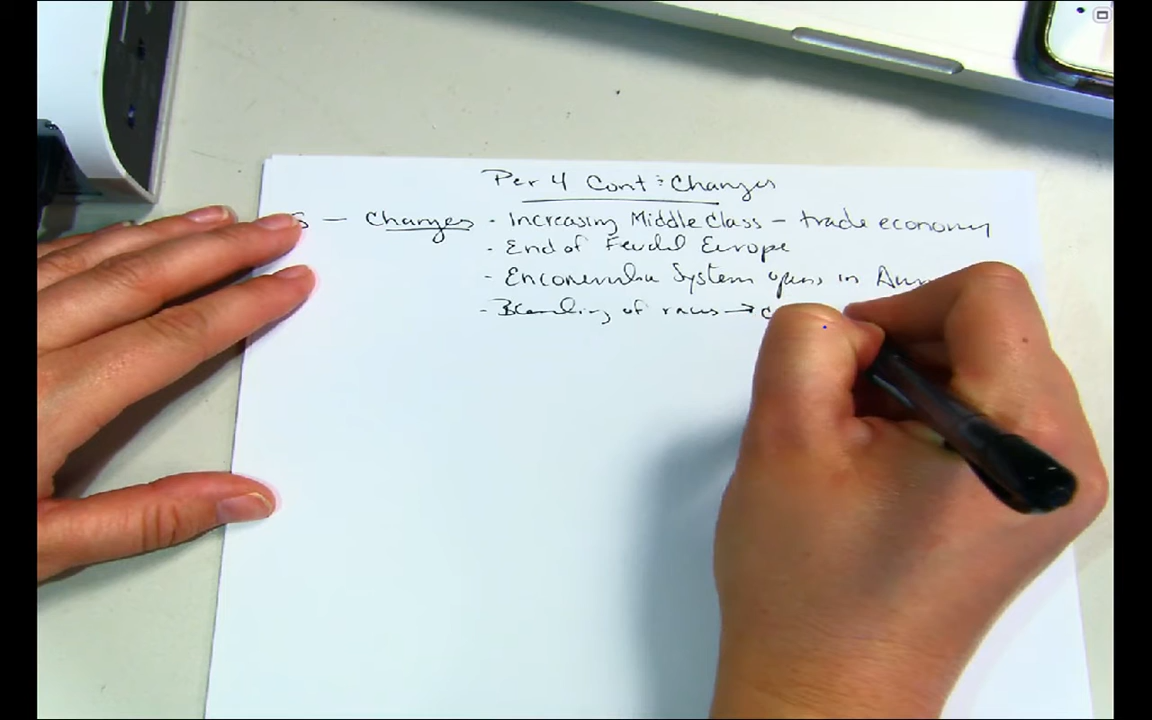 Per 4 Cont : Changes
S — Changes · Increasing Middle Class — trade economy
· End of Feudal Europe
- Encomienda System opens in
- Blending of races → c